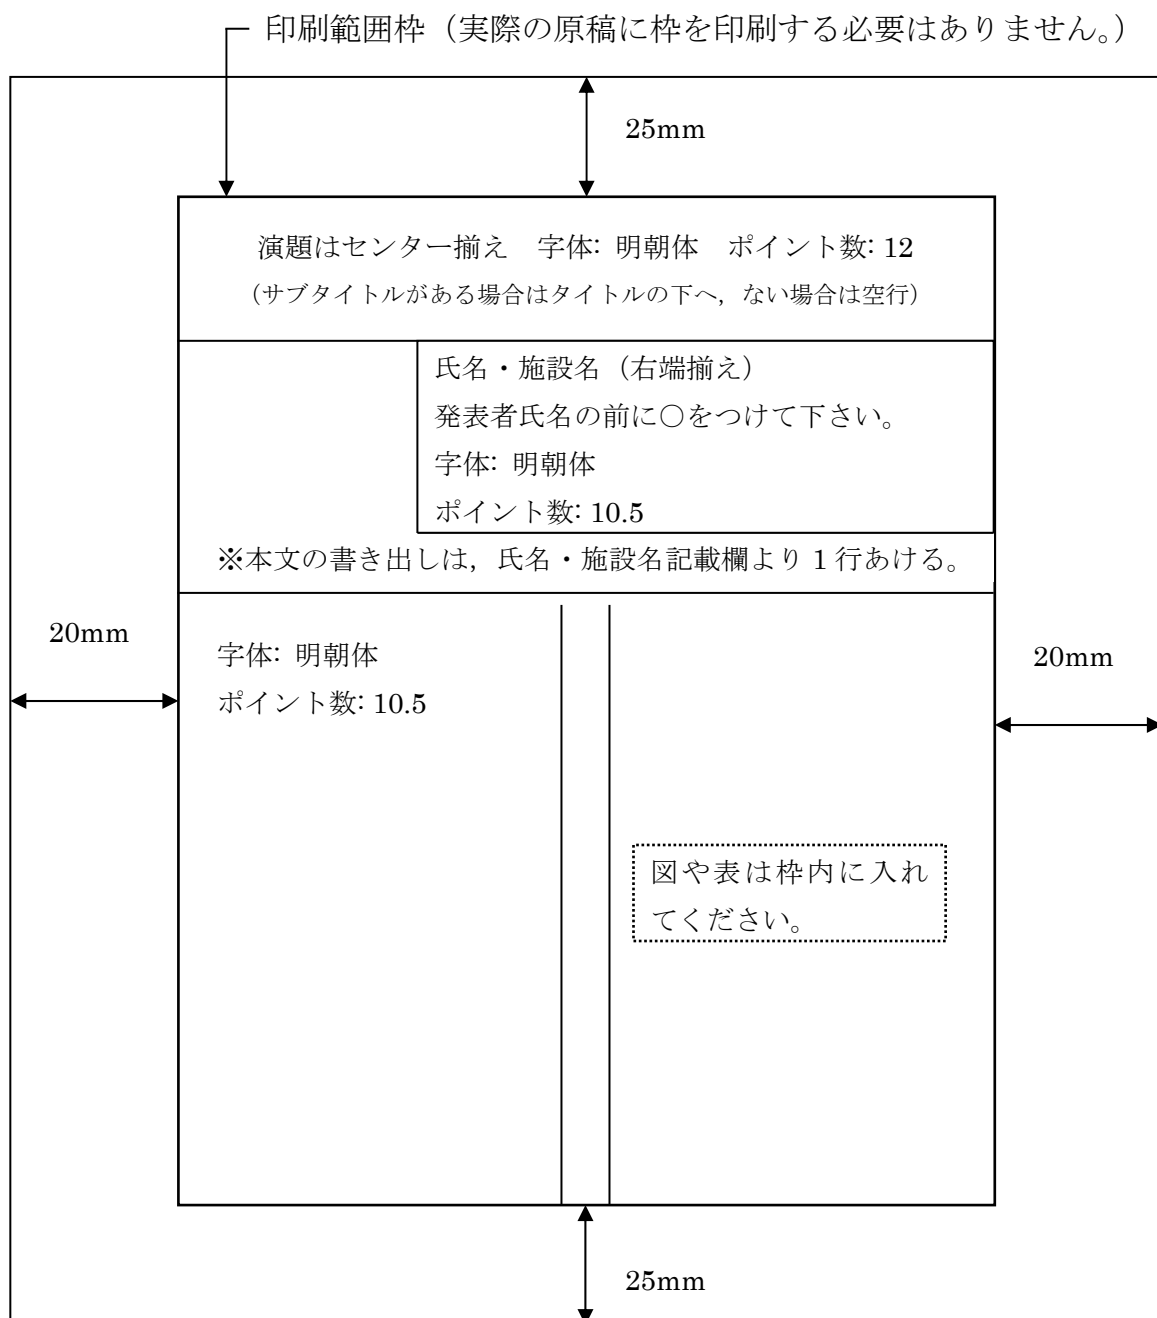 印刷範囲枠（実際の原稿に枠を印刷する必要はありません。）
25mm
演題はセンター揃え　字体: 明朝体　ポイント数: 12
（サブタイトルがある場合はタイトルの下へ，ない場合は空行）
氏名・施設名（右端揃え）
発表者氏名の前に○をつけて下さい。
字体: 明朝体
ポイント数: 10.5
※本文の書き出しは，氏名・施設名記載欄より 1 行あける。
20mm
字体: 明朝体
ポイント数: 10.5
20mm
図や表は枠内に入れ
てください。
25mm